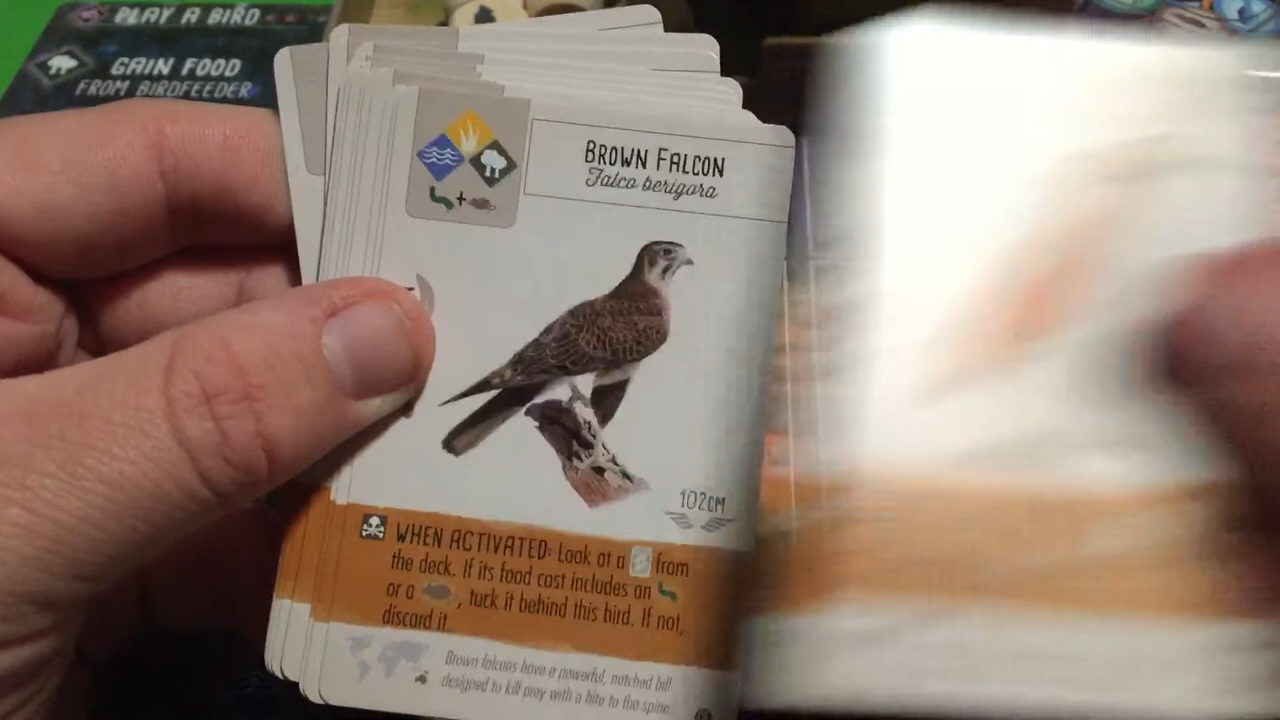 PLAY A BIRD
GAIN FOOD
FROM BIRDFEEDER
BROWN FALCON
Falco berigora
102CM
WHEN ACTIVATED: Look at a from
the deck. If its food cost includes an
or a , tuck it behind this bird. If not,
discard it.
Brown falcons have a powerful, notched bill
designed to kill prey with a bite to the spine.